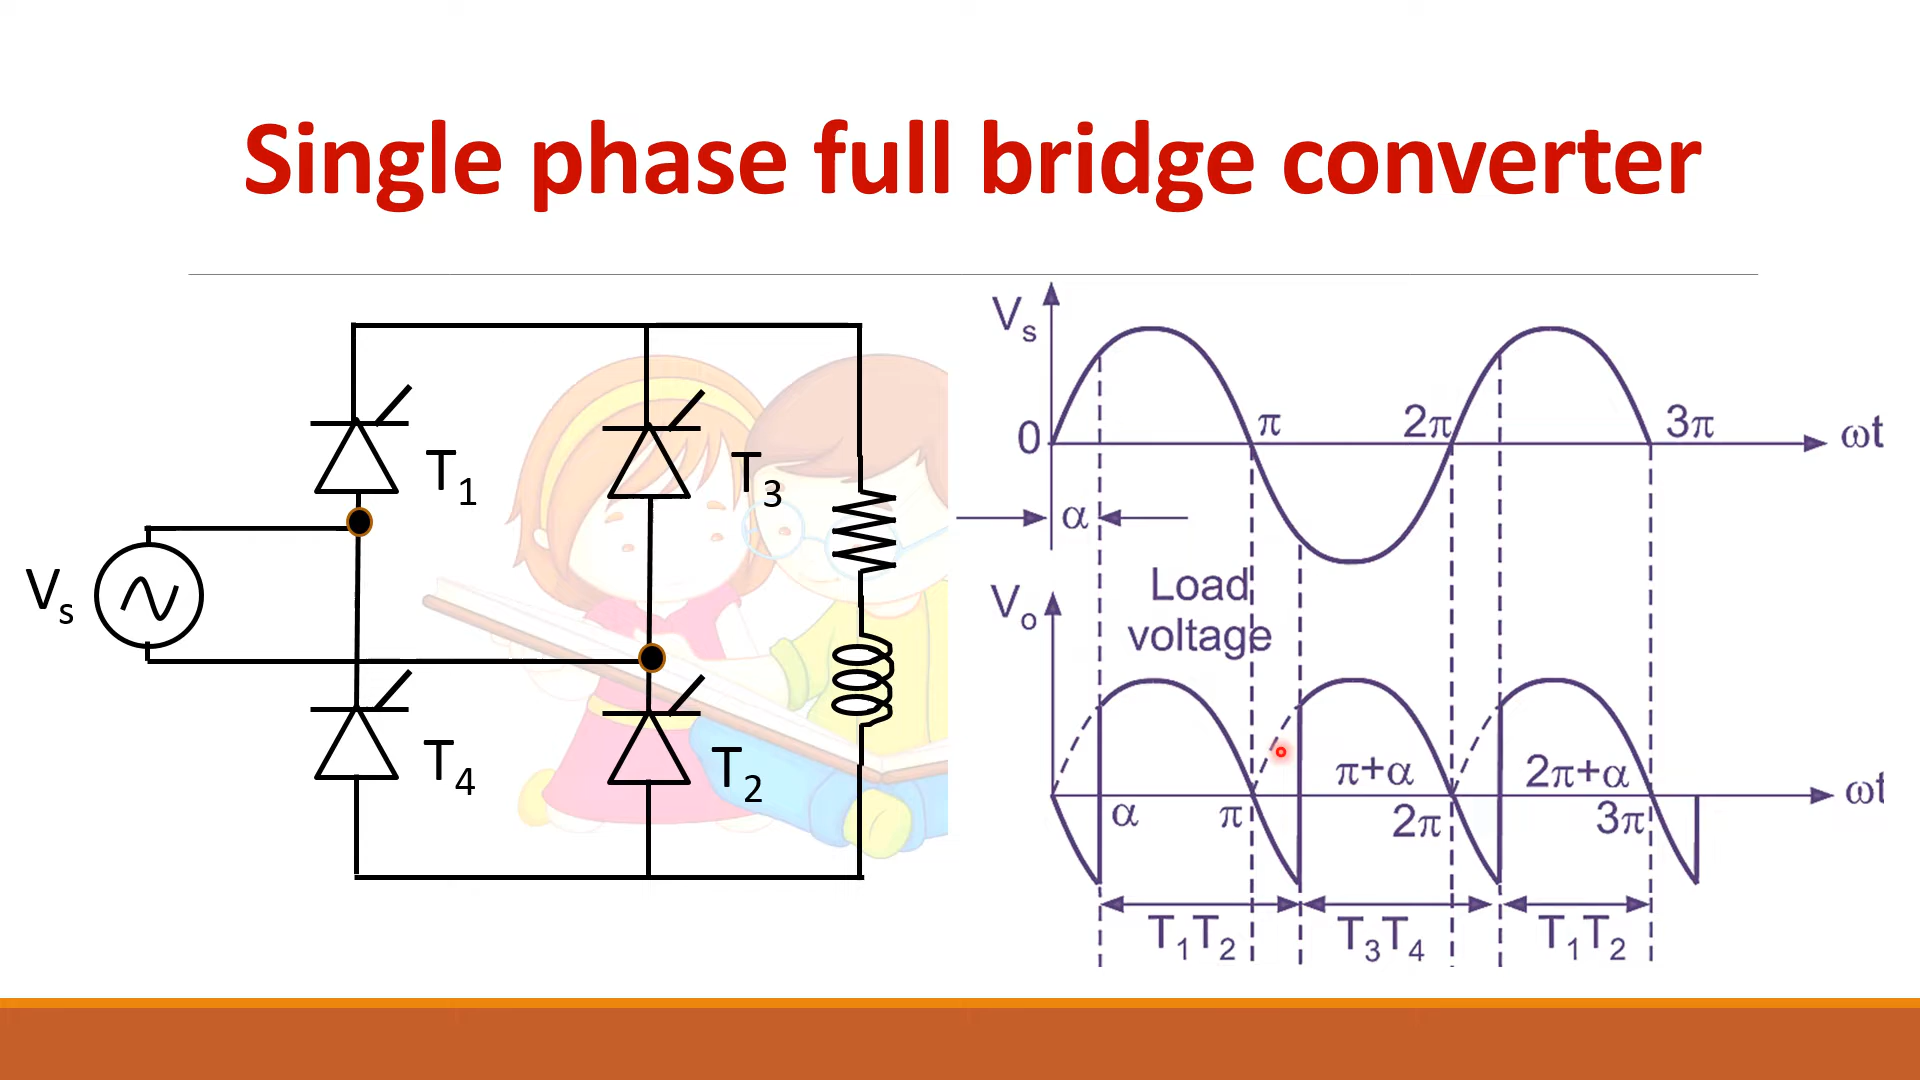 Single phase full bridge converter
T1
T3
Vs
T4
T2
Vs
0
π
2π
3π
ωt
α
Load
voltage
Vo
π+α
2π+α
ωt
α
π
2π
3π
T1T2
T3T4
T1T2